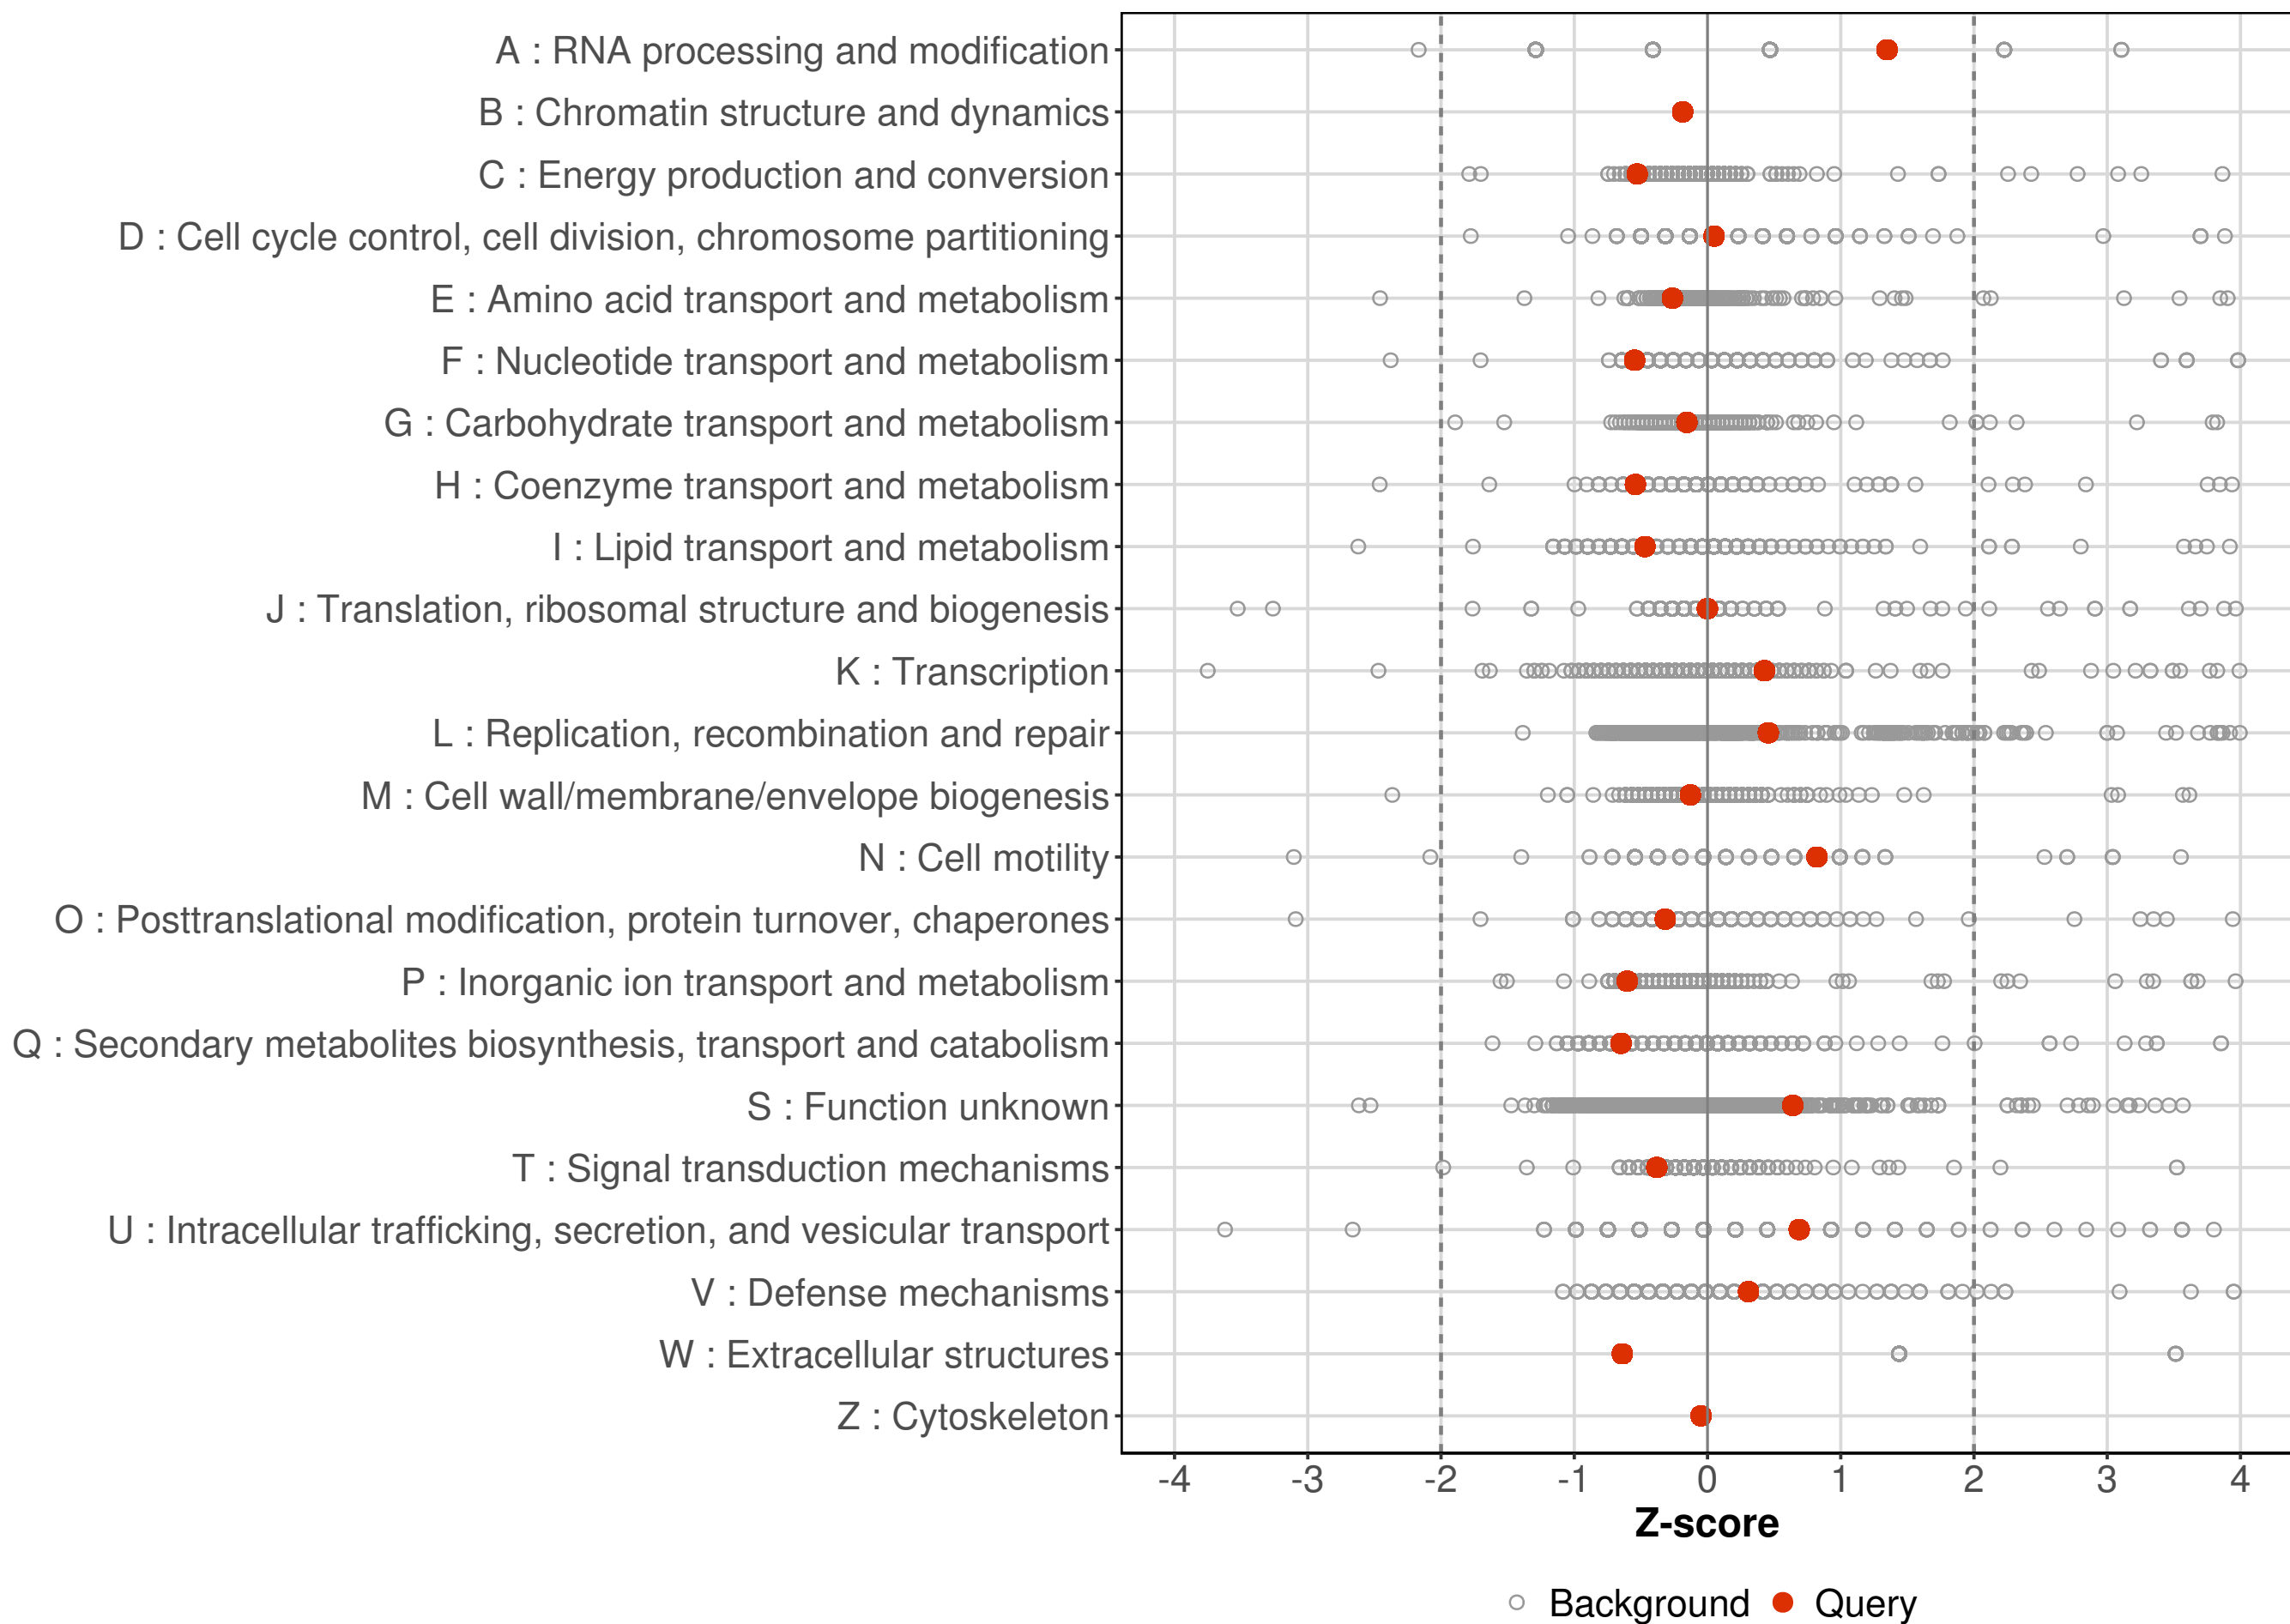 A : RNA processing and modification
B : Chromatin structure and dynamics
C : Energy production and conversion
D : Cell cycle control, cell division, chromosome partitioning
E : Amino acid transport and metabolism
F : Nucleotide transport and metabolism
G : Carbohydrate transport and metabolism
H : Coenzyme transport and metabolism
I : Lipid transport and metabolism
J : Translation, ribosomal structure and biogenesis
K : Transcription
L : Replication, recombination and repair
M : Cell wall/membrane/envelope biogenesis
N : Cell motility
O : Posttranslational modification, protein turnover, chaperones
P : Inorganic ion transport and metabolism
Q : Secondary metabolites biosynthesis, transport and catabolism
S : Function unknown
T : Signal transduction mechanisms
U : Intracellular trafficking, secretion, and vesicular transport
V : Defense mechanisms
W : Extracellular structures
Z : Cytoskeleton
-4 -3 -2 -1 0 1 2 3 4
Z-score
Background Query